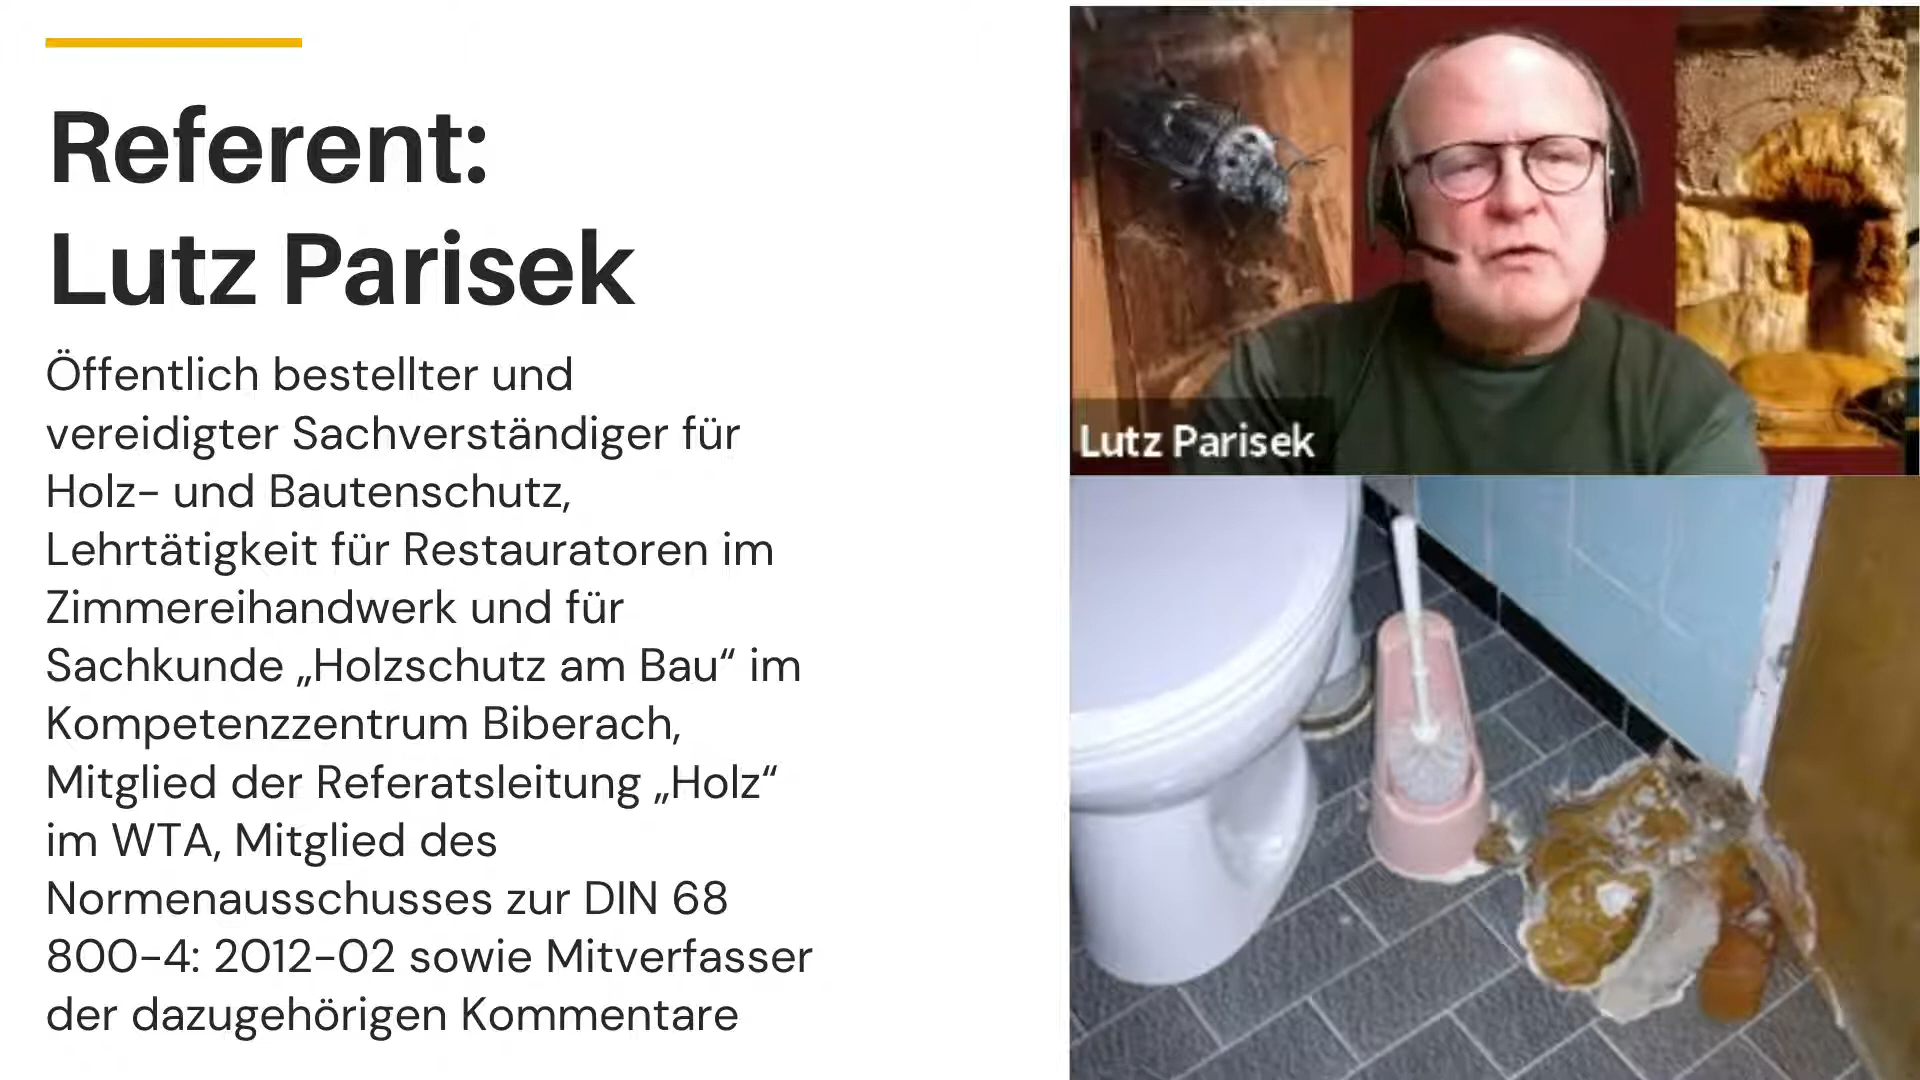 Referent:
Lutz Parisek
Öffentlich bestellter und
vereidigter Sachverständiger für
Holz- und Bautenschutz,
Lehrtätigkeit für Restauratoren im
Zimmereihandwerk und für
Sachkunde „Holzschutz am Bau“ im
Kompetenzzentrum Biberach,
Mitglied der Referatsleitung „Holz“
im WTA, Mitglied des
Normenausschusses zur DIN 68
800-4: 2012-02 sowie Mitverfasser
der dazugehörigen Kommentare
Lutz Parisek